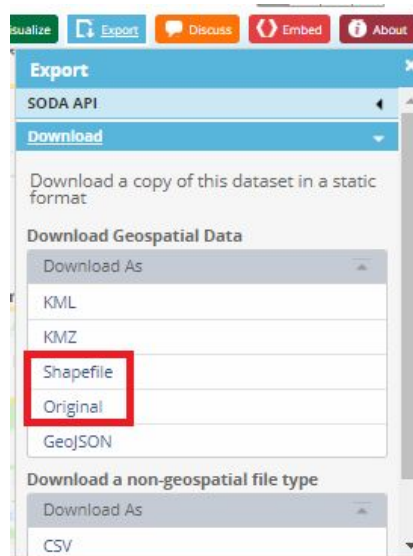 Export Discuss Embed About
Export
SODA API
Download
Download a copy of this dataset in a static
format
Download Geospatial Data
Download As
KML
KMZ
Shapefile
Original
GeoJSON
Download a non-geospatial file type
Download As
CSV